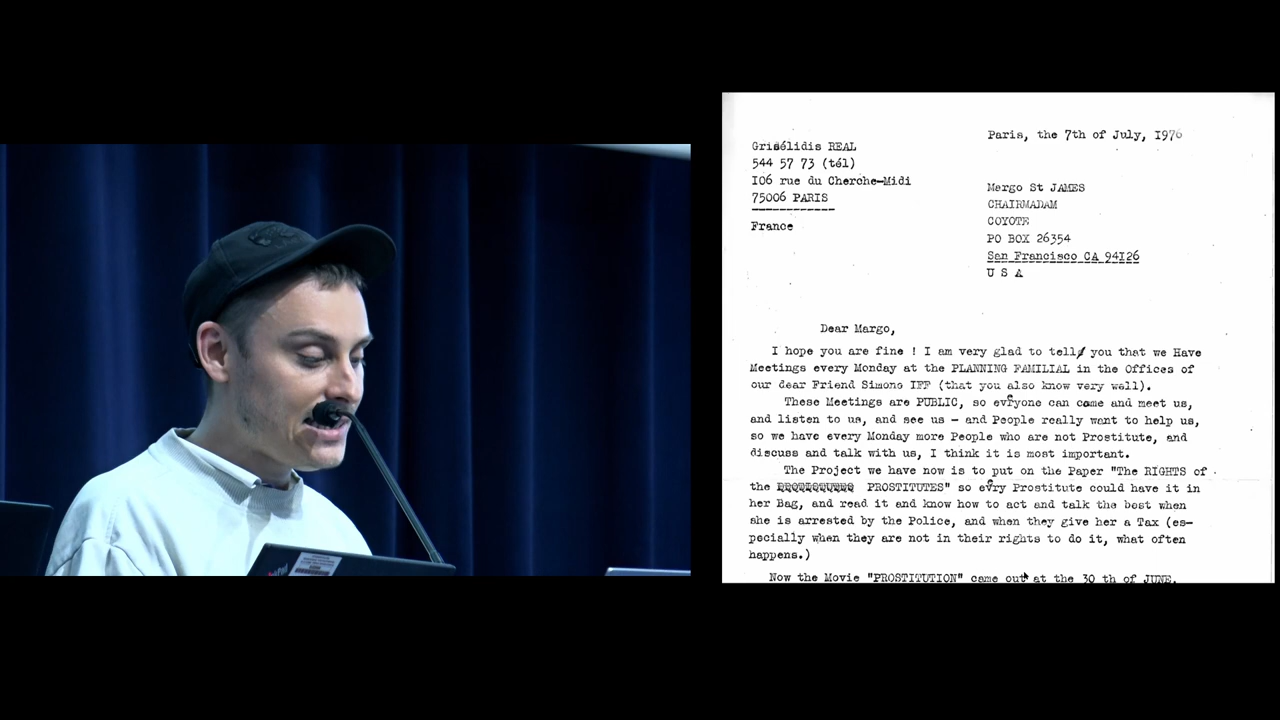 Paris, the 7th of July, 1976
Grisélidis REAL
544 57 73 (tél)
106 rue du Cherche-Midi
75006 PARIS
France
Margo St JAMES
CHAIRMADAM
COYOTE
PO BOX 26354
San Francisco CA 94126
U S A
Dear Margo,
I hope you are fine ! I am very glad to tell you that we Have
Meetings every Monday at the PLANNING FAMILIAL in the Offices of
our dear Friend Simone IFF (that you also know very well).
These Meetings are PUBLIC, so everyone can come and meet us,
and listen to us, and see us - and People really want to help us,
so we have every Monday more People who are not Prostitute, and
discuss and talk with us, I think it is most important.
The Project we have now is to put on the Paper "The RIGHTS of
the PROSTITUTES" so evry Prostitute could have it in
her Bag, and read it and know how to act and talk the best when
she is arrested by the Police, and when they give her a Tax (es-
pecially when they are not in their rights to do it, what often
happens.)
Now the Movie "PROSTITUTION" came out at the 30 th of JUNE.